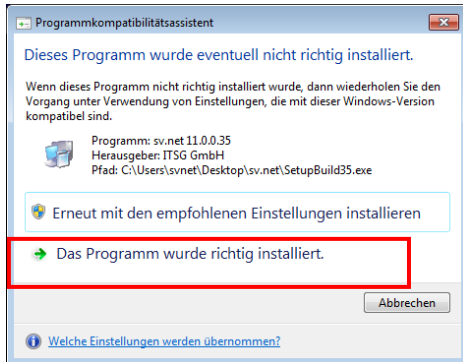 Programmkompatibilitätsassistent
Dieses Programm wurde eventuell nicht richtig installiert.
Wenn dieses Programm nicht richtig installiert wurde, dann wiederholen Sie den
Vorgang unter Verwendung von Einstellungen, die mit dieser Windows-Version
kompatibel sind.
Programm: sv.net 11.0.0.35
Herausgeber: ITSG GmbH
Pfad: C:\Users\svnet\Desktop\sv.net\SetupBuild35.exe
Erneut mit den empfohlenen Einstellungen installieren
Das Programm wurde richtig installiert.
Abbrechen
Welche Einstellungen werden übernommen?